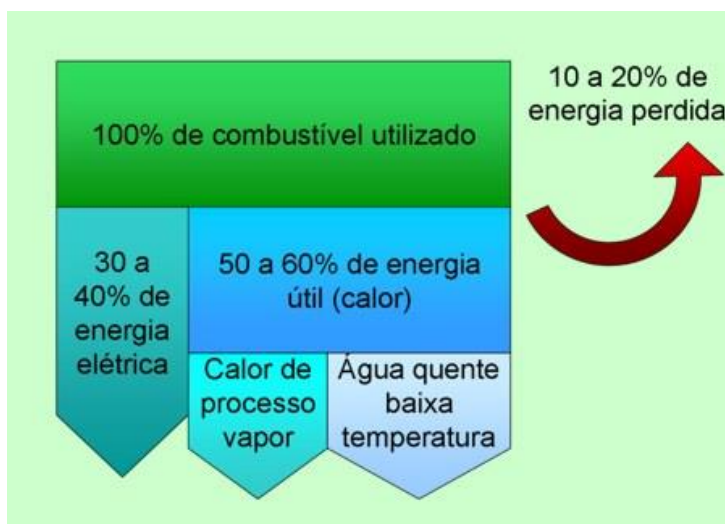 100% de combustível utilizado
10 a 20% de
energia perdida
30 a
40% de
energia
elétrica
50 a 60% de energia
útil (calor)
Calor de
processo
vapor
Água quente
baixa
temperatura